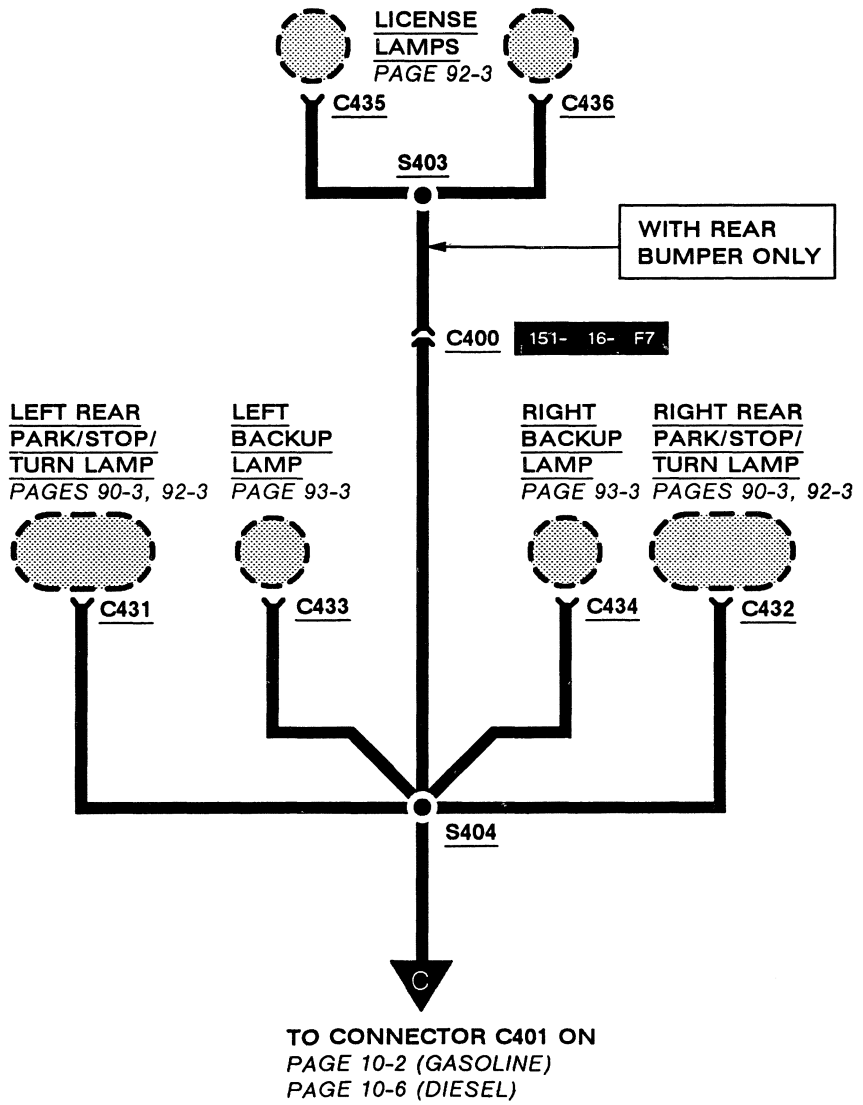 LICENSE
LAMPS
PAGE 92-3
C435
C436
S403
WITH REAR
BUMPER ONLY
C400
151- 16- F7
LEFT REAR
PARK/STOP/
TURN LAMP
PAGES 90-3, 92-3
LEFT
BACKUP
LAMP
PAGE 93-3
RIGHT
BACKUP
LAMP
PAGE 93-3
RIGHT REAR
PARK/STOP/
TURN LAMP
PAGES 90-3, 92-3
C431
C433
C434
C432
S404
C
TO CONNECTOR C401 ON
PAGE 10-2 (GASOLINE)
PAGE 10-6 (DIESEL)